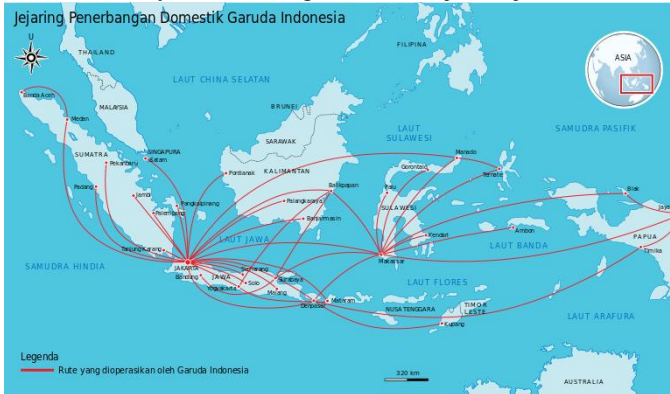 Jejaring Penerbangan Domestik Garuda Indonesia
U
THAILAND
FILIPINA
ASIA
LAUT CHINA SELATAN
Banda Aceh
MALAYSIA
BRUNEI
Medan
LAUT
SULAWESI
SAMUDRA PASIFIK
SARAWAK
SUMATRA
SINGAPURA
Batam
Pekanbaru
Manado
Pontianak
KALIMANTAN
Gorontalo
Ternate
Padang
Balikpapan
Palu
Jambi
Biak
Pangkalpinang
Palangkaraya
SULAWESI
Palembang
Banjarmasin
Ambon
Kendari
PAPUA
LAUT JAWA
LAUT BANDA
Tanjung Karang
Timika
Makassar
SAMUDRA HINDIA
JAKARTA
Semarang
Bandung
JAWA
Surabaya
Solo
LAUT FLORES
Yogyakarta
Malang
Mataram
Denpasar
NUSA TENGGARA
TIMOR
LESTE
LAUT ARAFURA
Kupang
Legenda
Rute yang dioperasikan oleh Garuda Indonesia
320 km
AUSTRALIA